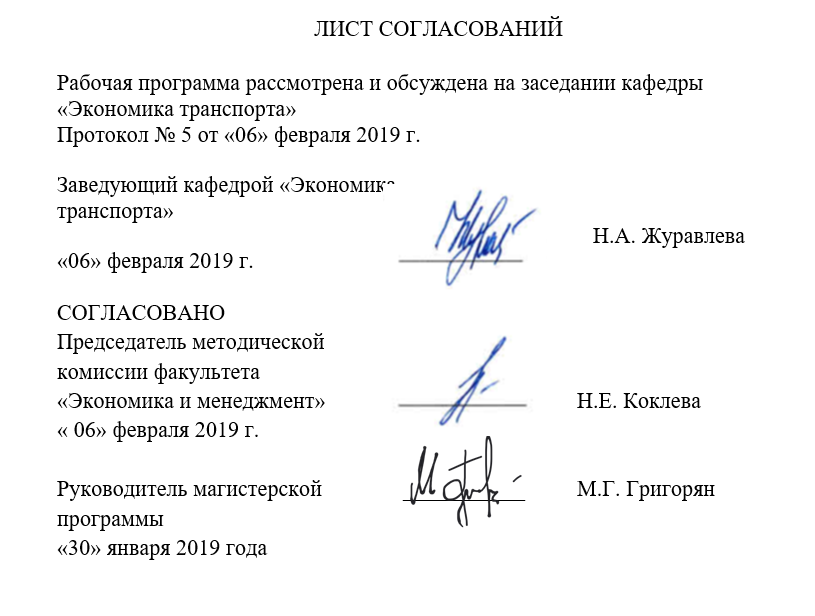 ЛИСТ СОГЛАСОВАНИЙ
Рабочая программа рассмотрена и обсуждена на заседании кафедры
«Экономика транспорта»
Протокол № 5 от «06» февраля 2019 г.
Заведующий кафедрой «Экономика
транспорта»
Н.А. Журавлева
«06» февраля 2019 г.
СОГЛАСОВАНО
Председатель методической
комиссии факультета
«Экономика и менеджмент» Н.Е. Коклева
« 06» февраля 2019 г.
Руководитель магистерской М.Г. Григорян
программы
«30» января 2019 года